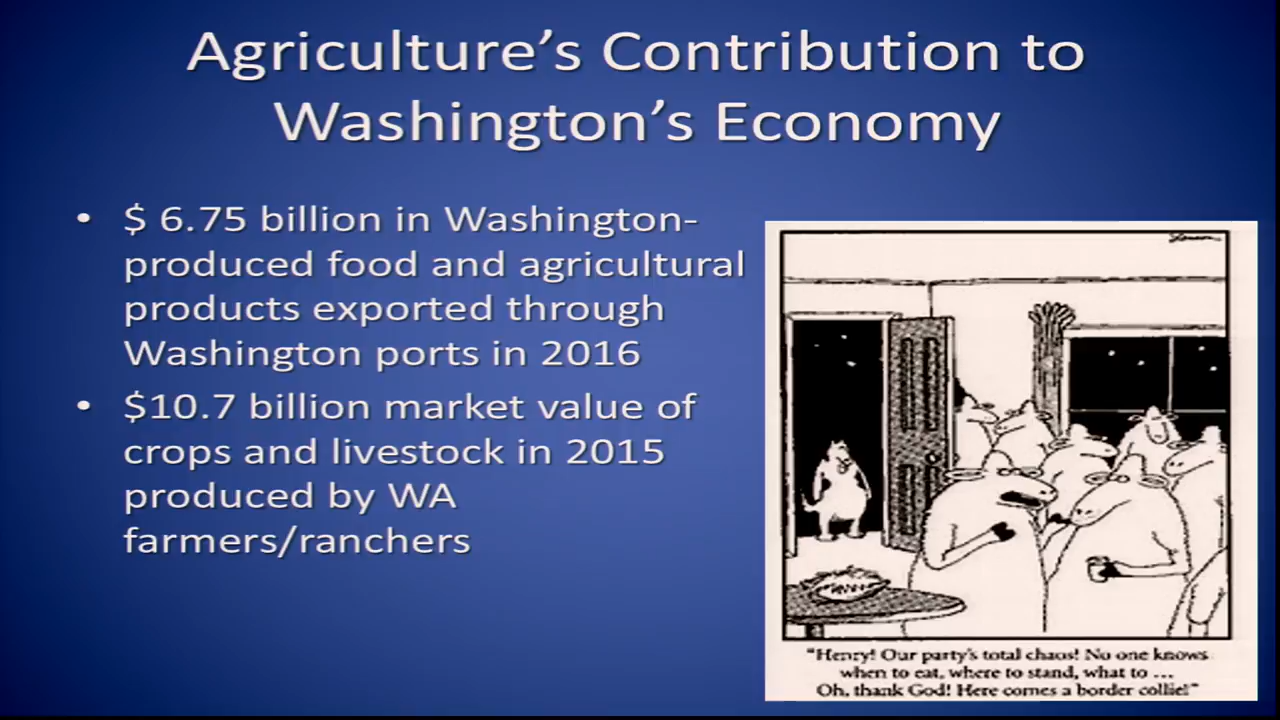 Agriculture’s Contribution to
Washington’s Economy
• $ 6.75 billion in Washington-
produced food and agricultural
products exported through
Washington ports in 2016
• $10.7 billion market value of
crops and livestock in 2015
produced by WA
farmers/ranchers
Larson
"Henry! Our party's total chaos! No one knows
when to eat, where to stand, what to ...
Oh, thank God! Here comes a border collie!"